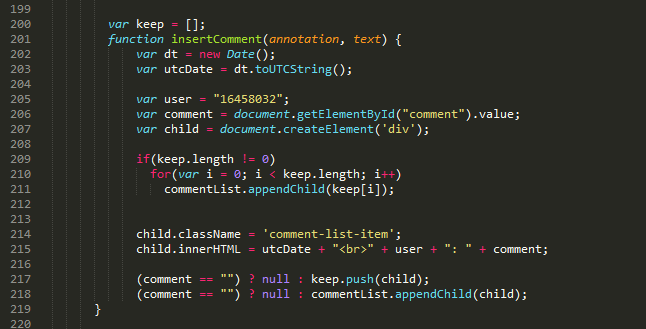 199
200 var keep = [];
201 function insertComment(annotation, text) {
202 var dt = new Date();
203 var utcDate = dt.toUTCString();
204
205 var user = "16458032";
206 var comment = document.getElementById("comment").value;
207 var child = document.createElement('div');
208
209 if(keep.length != 0)
210 for(var i = 0; i < keep.length; i++)
211 commentList.appendChild(keep[i]);
212
213
214 child.className = 'comment-list-item';
215 child.innerHTML = utcDate + "<br>" + user + ": " + comment;
216
217 (comment == "") ? null : keep.push(child);
218 (comment == "") ? null : commentList.appendChild(child);
219 }
220